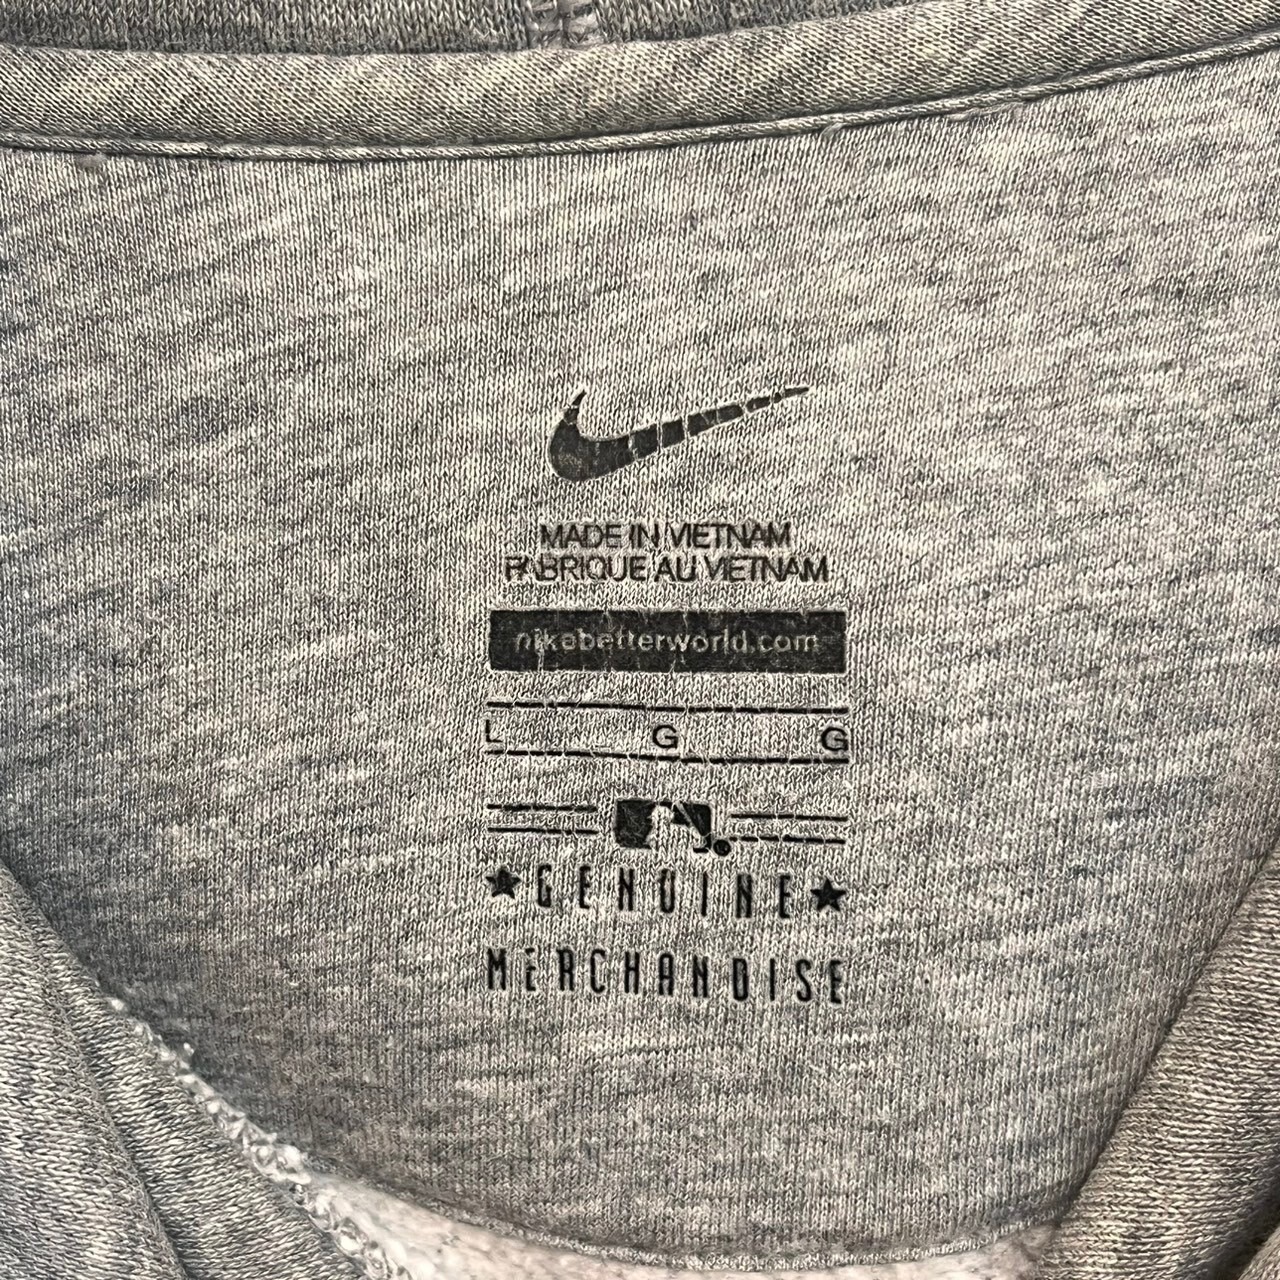 MADE IN VIETNAM
FABRIQUE AU VIETNAM
nikebetterworld.com
L G G
GENUINE
MERCHANDISE